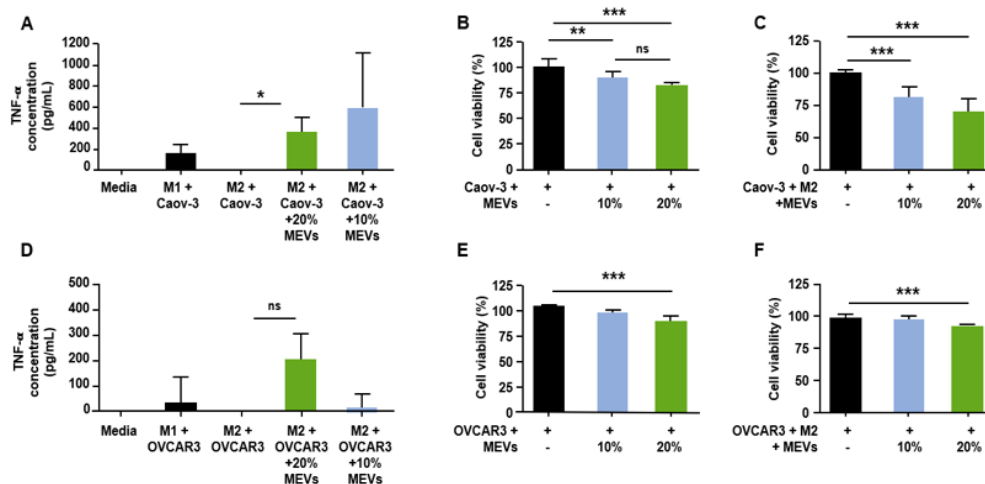 A
TNF-α
concentration
(pg/mL)
1200
1000
800
600
400
200
0
*
Media
M1 +
Caov-3
M2 +
Caov-3
M2 +
Caov-3
+20%
MEVs
M2 +
Caov-3
+10%
MEVs
B
Cell viability (%)
125
100
75
50
25
0
***
**
ns
Caov-3 +
MEVs
+ + +
- 10% 20%
C
Cell viability (%)
125
100
75
50
25
0
***
***
Caov-3 + M2
+MEVs
+ + +
- 10% 20%
D
TNF-α
concentration
(pg/mL)
500
400
300
200
100
0
ns
Media
M1 +
OVCAR3
M2 +
OVCAR3
M2 +
OVCAR3
+20%
MEVs
M2 +
OVCAR3
+10%
MEVs
E
Cell viability (%)
125
100
75
50
25
0
***
OVCAR3 +
MEVs
+ + +
- 10% 20%
F
Cell viability (%)
125
100
75
50
25
0
***
OVCAR3 + M2
+ MEVs
+ + +
- 10% 20%